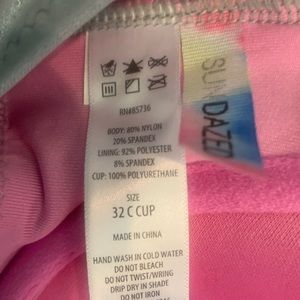 RN#85736
BODY: 80% NYLON
20% SPANDEX
LINING: 92% POLYESTER
8% SPANDEX
CUP: 100% POLYURETHANE
SIZE
32 C CUP
MADE IN CHINA
HAND WASH IN COLD WATER
DO NOT BLEACH
DO NOT TWIST/WRING
DRIP DRY IN SHADE
DO NOT IRON
SUN DAZE